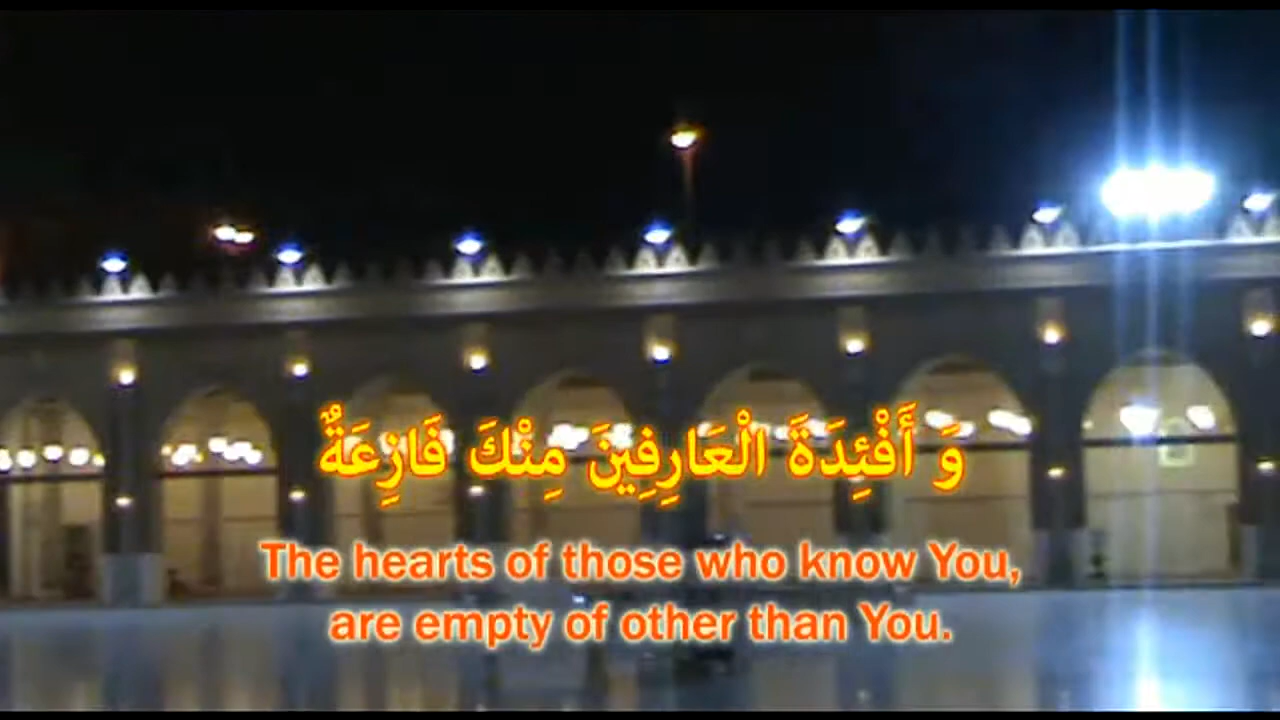 وَ أَفْئِدَةَ الْعَارِفِينَ مِنْكَ فَازِعَةٌ
The hearts of those who know You,
are empty of other than You.